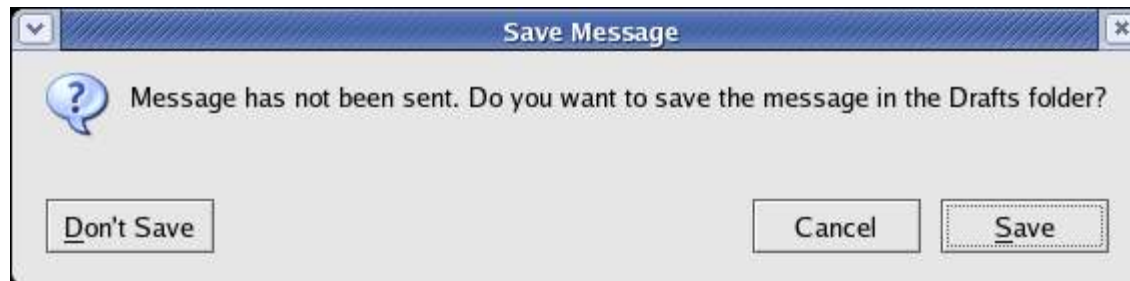 Save Message
Message has not been sent. Do you want to save the message in the Drafts folder?
Don't Save
Cancel
Save